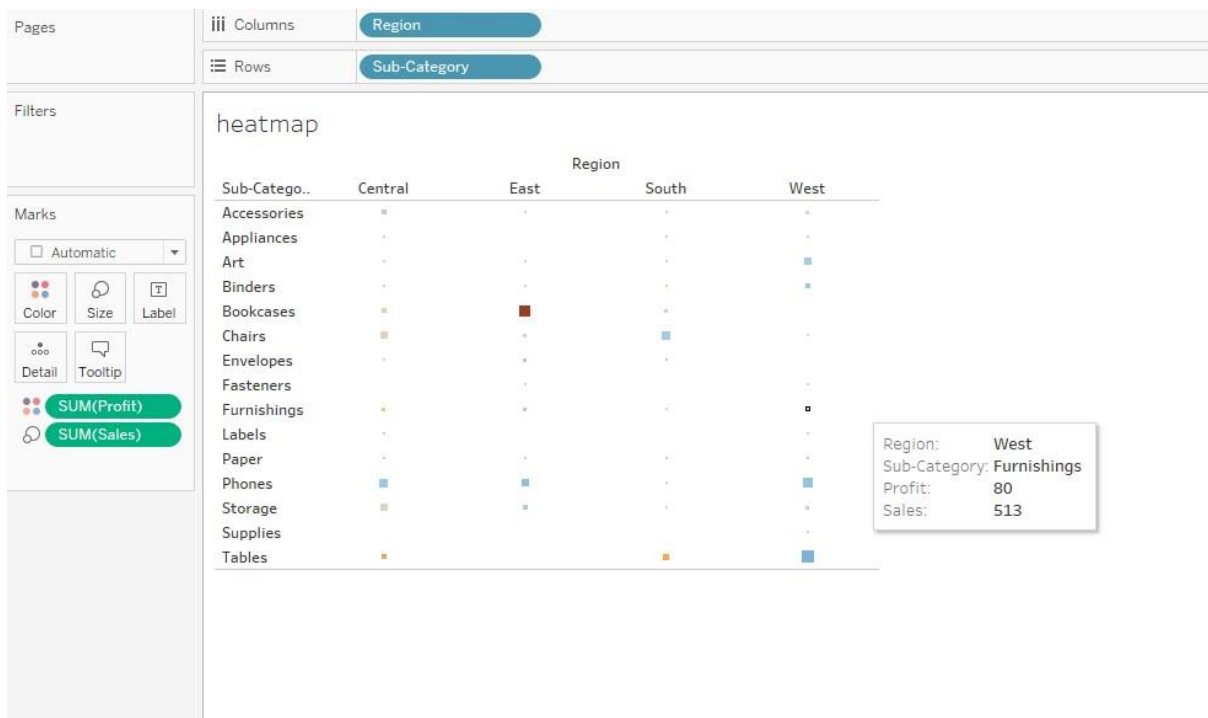 Pages
iii Columns Region
Rows Sub-Category
Filters
heatmap
Region
Sub-Catego.. Central East South West
Marks
Automatic
Color Size Label
Detail Tooltip
SUM(Profit)
SUM(Sales)
Accessories
Appliances
Art
Binders
Bookcases
Chairs
Envelopes
Fasteners
Furnishings
Labels
Paper
Phones
Storage
Supplies
Tables
Region: West
Sub-Category: Furnishings
Profit: 80
Sales: 513